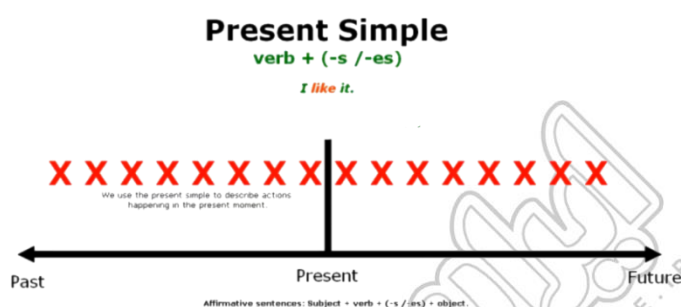 Present Simple
verb + (-s /-es)
I like it.
X X X X X X X X X X X X X X X X
We use the present simple to describe actions
happening in the present moment.
Past Present Future
Affirmative sentences: Subject + verb + (-s /-es) + object.